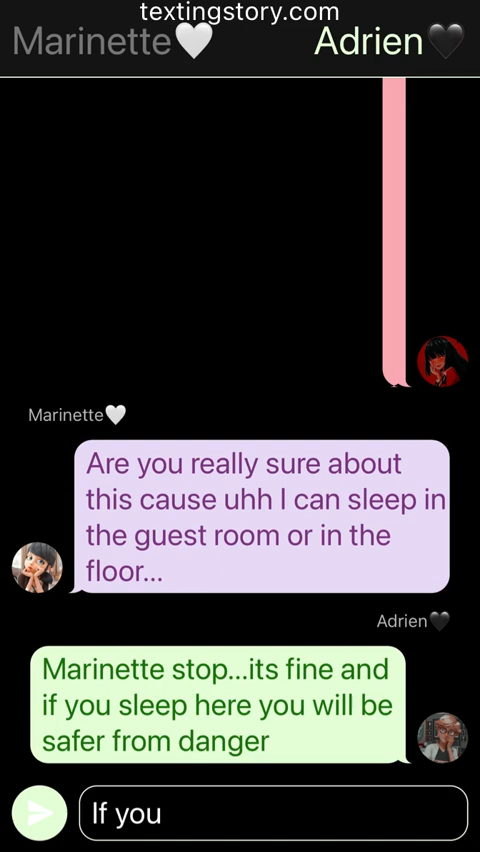 textingstory.com
Marinette🤍 Adrien🖤
Marinette🤍
Are you really sure about
this cause uhh I can sleep in
the guest room or in the
floor...
Adrien🖤
Marinette stop...its fine and
if you sleep here you will be
safer from danger
If you